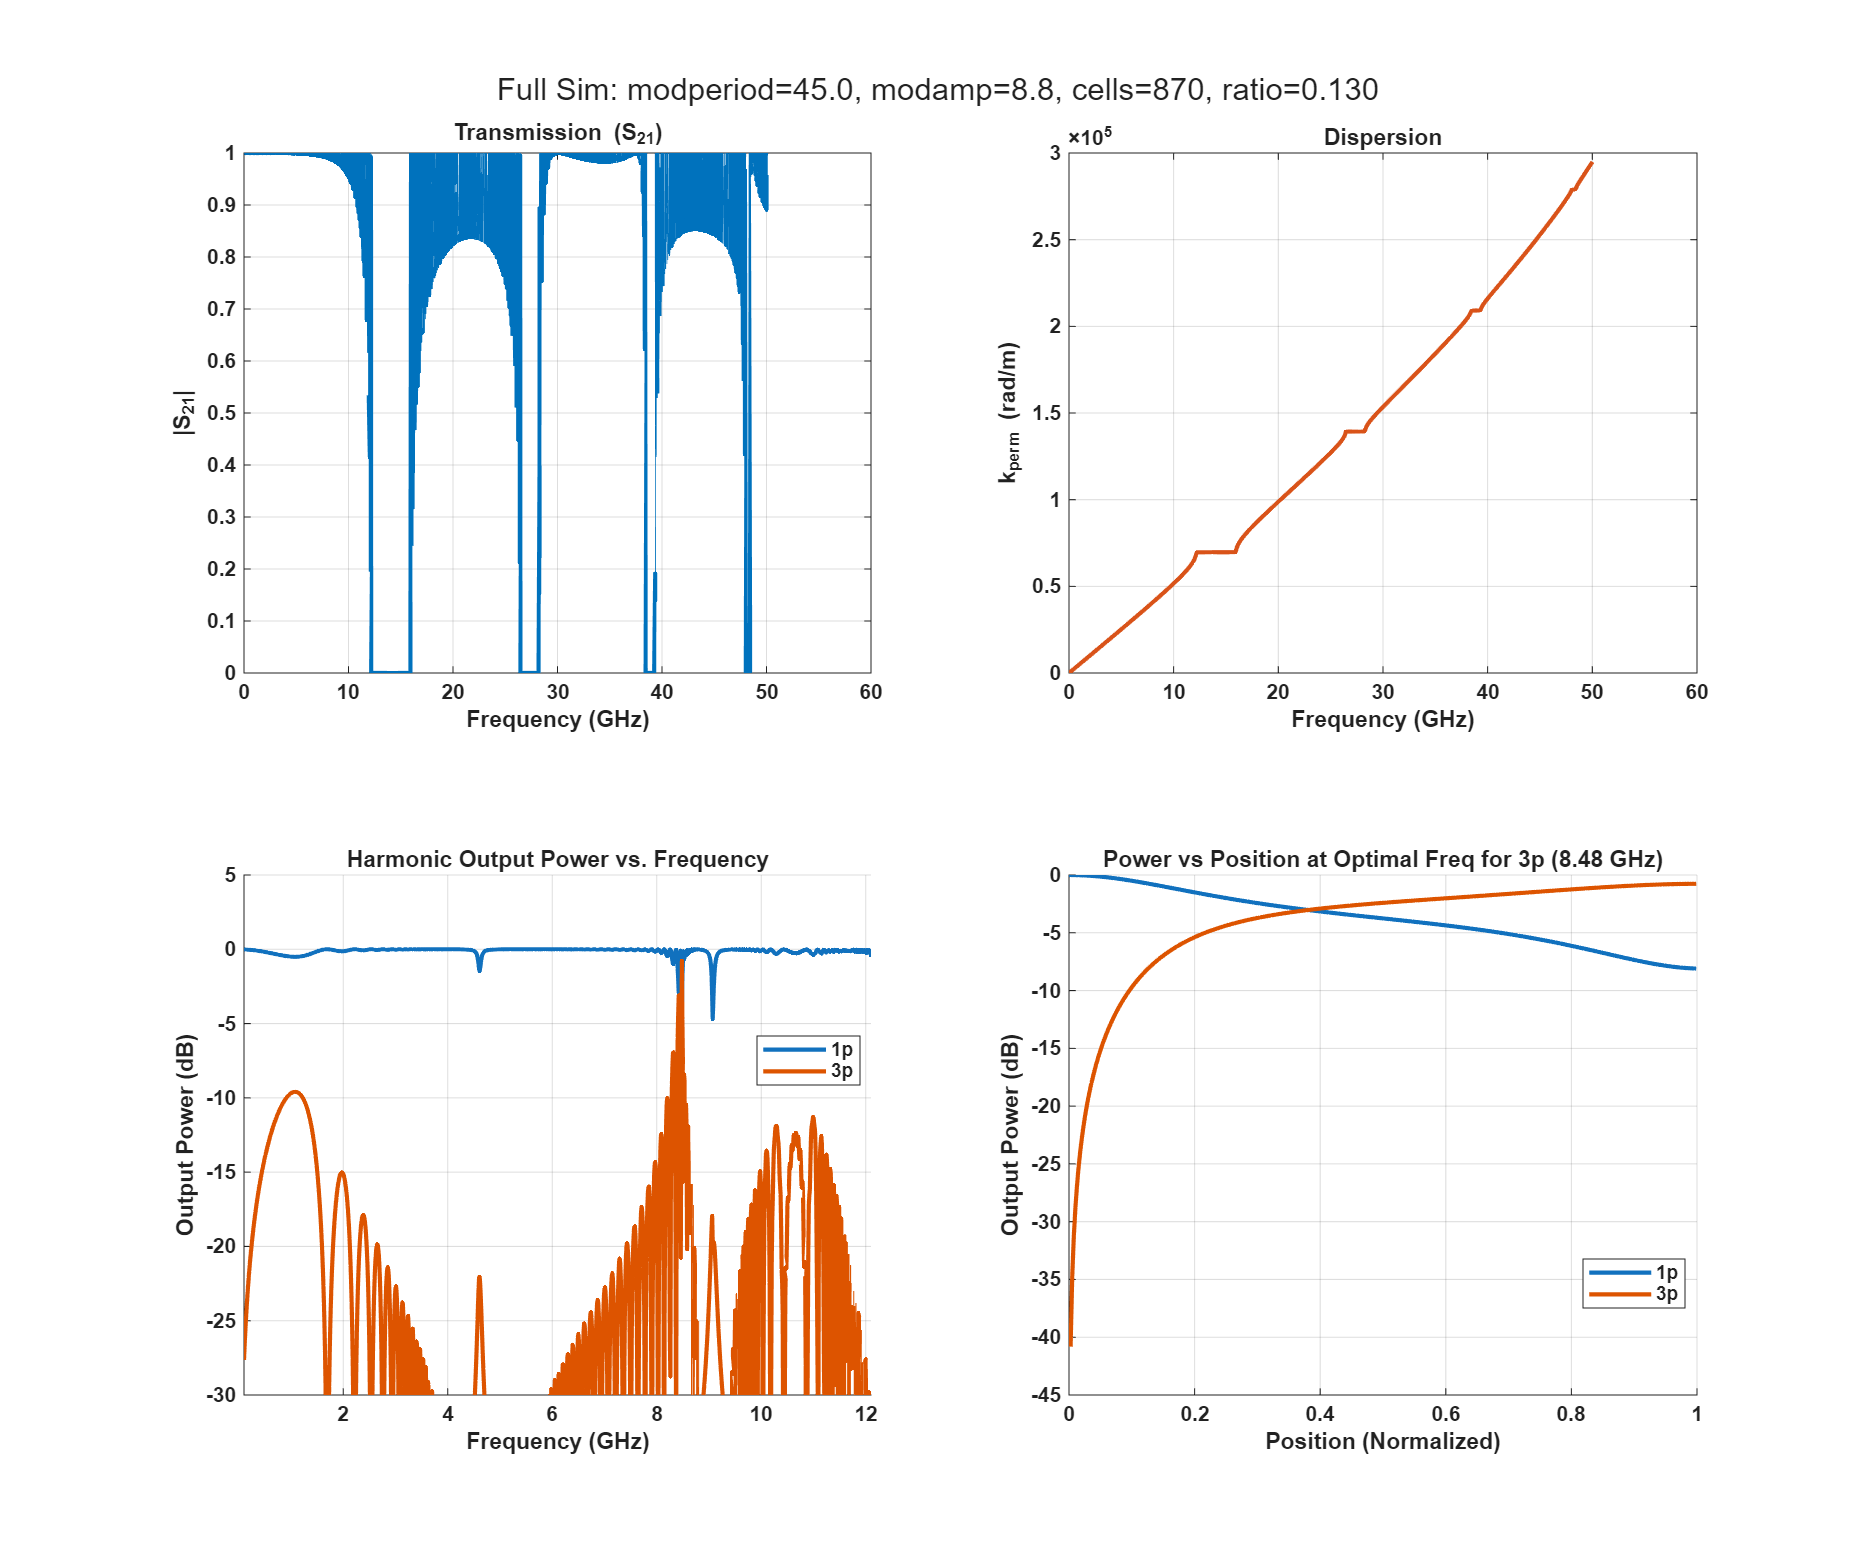 Full Sim: modperiod=45.0, modamp=8.8, cells=870, ratio=0.130
Transmission (S21)
1
0.9
0.8
0.7
0.6
0.5
0.4
0.3
0.2
0.1
0
|S21|
0 10 20 30 40 50 60
Frequency (GHz)
×10^5
Dispersion
3
2.5
2
1.5
1
0.5
0
kperm (rad/m)
0 10 20 30 40 50 60
Frequency (GHz)
Harmonic Output Power vs. Frequency
5
0
-5
-10
-15
-20
-25
-30
Output Power (dB)
1p
3p
2 4 6 8 10 12
Frequency (GHz)
Power vs Position at Optimal Freq for 3p (8.48 GHz)
0
-5
-10
-15
-20
-25
-30
-35
-40
-45
Output Power (dB)
1p
3p
0 0.2 0.4 0.6 0.8 1
Position (Normalized)